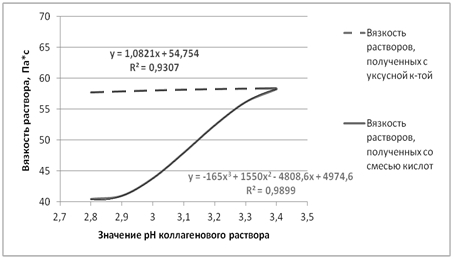 70
65
60
55
50
45
40
2,7 2,8 2,9 3 3,1 3,2 3,3 3,4 3,5
Вязкость раствора, Па*с
Значение pH коллагенового раствора
y = 1,0821x + 54,754
R² = 0,9307
y = -165x³ + 1550x² - 4808,6x + 4974,6
R² = 0,9899
Вязкость
растворов,
полученных с
уксусной к-той
Вязкость
растворов,
полученных со
смесью кислот